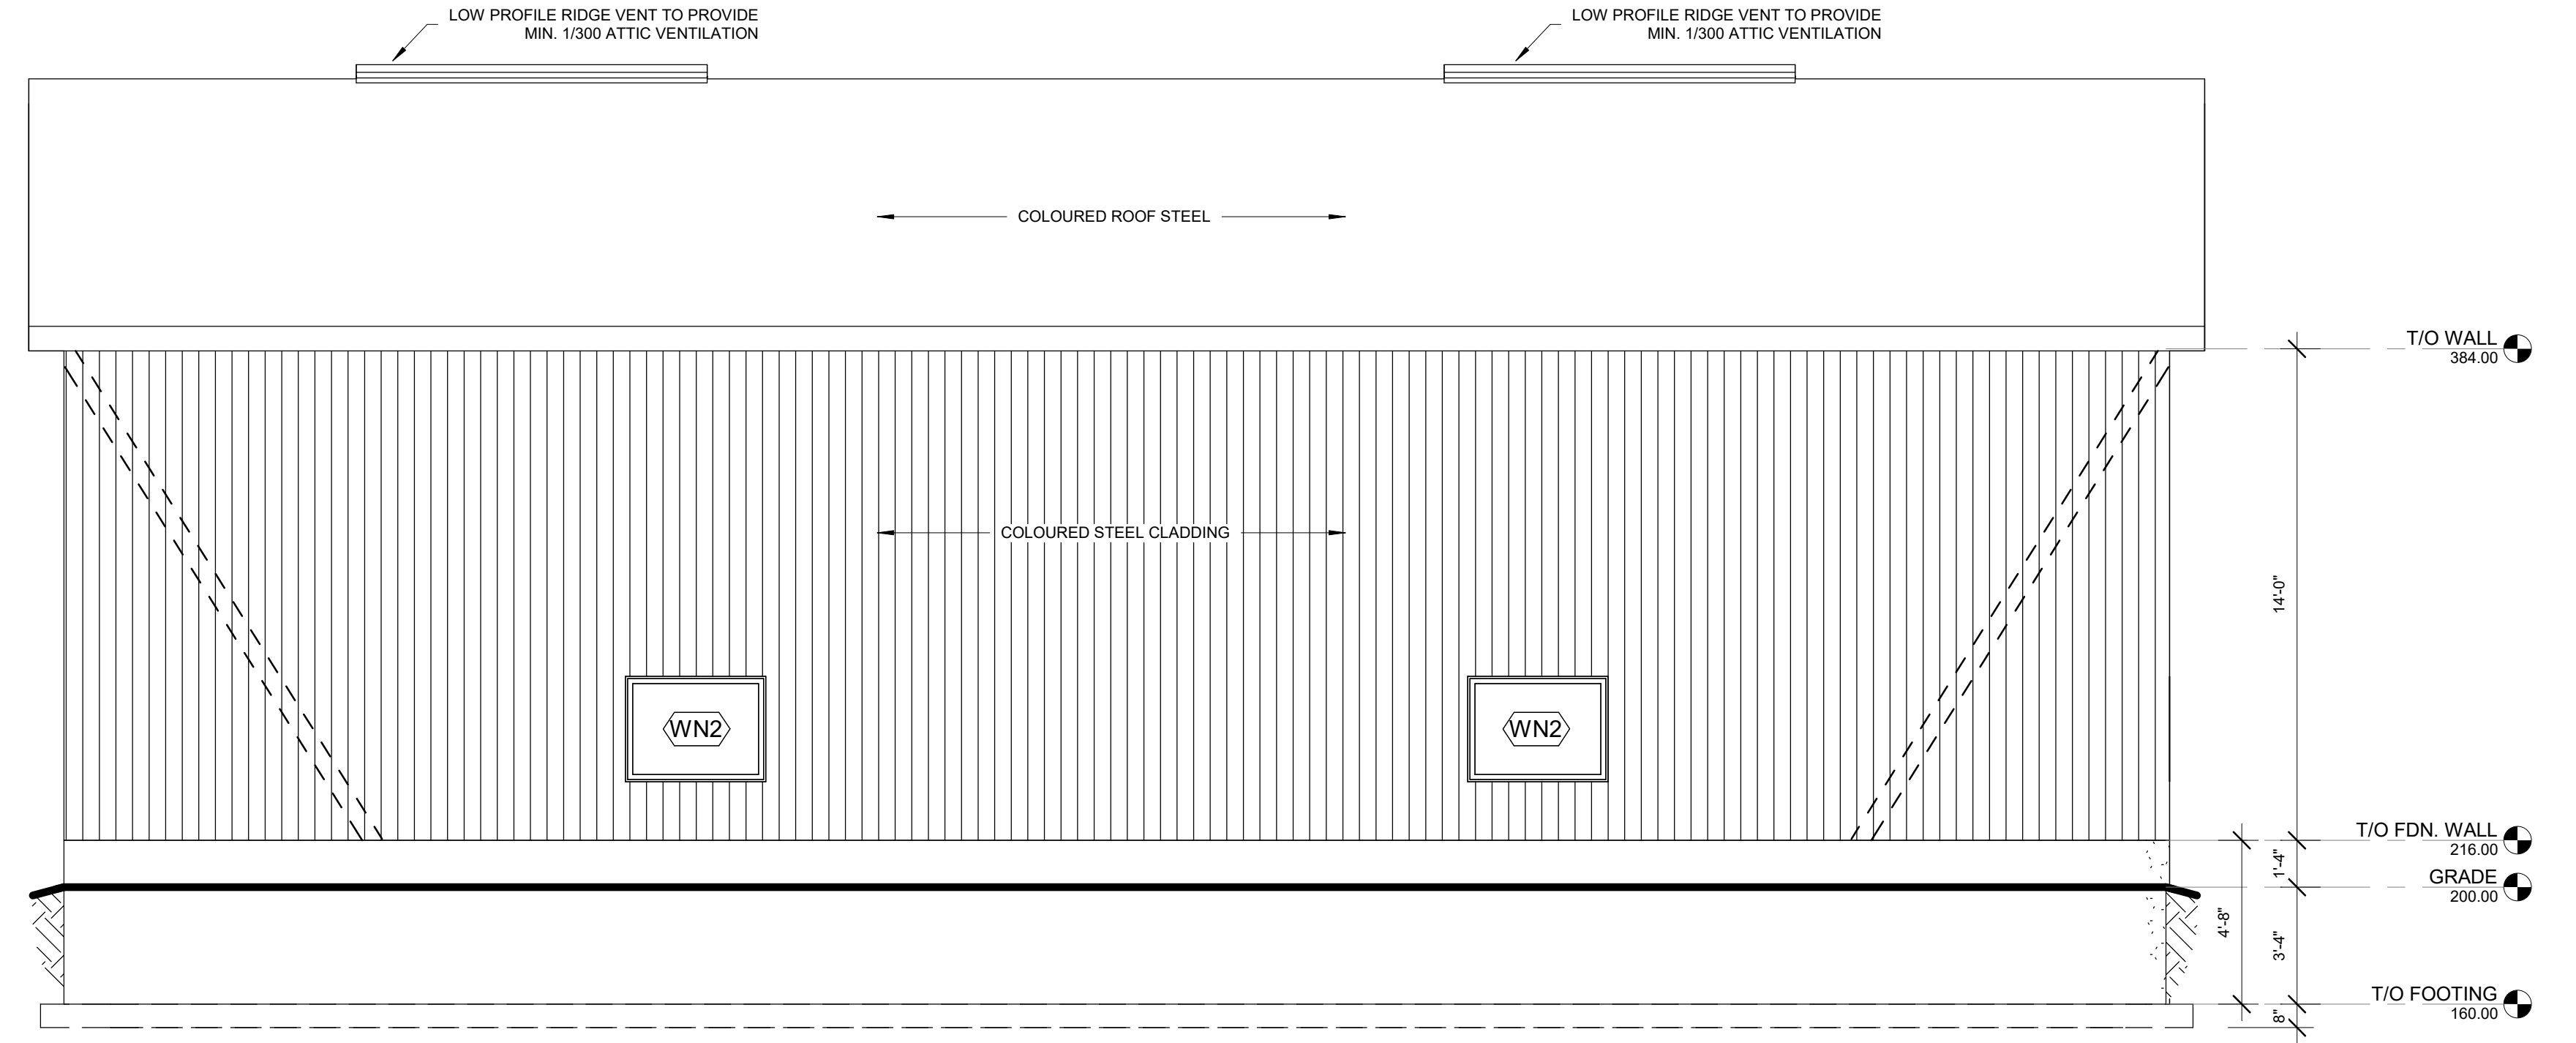 LOW PROFILE RIDGE VENT TO PROVIDE
MIN. 1/300 ATTIC VENTILATION
LOW PROFILE RIDGE VENT TO PROVIDE
MIN. 1/300 ATTIC VENTILATION
COLOURED ROOF STEEL
T/O WALL
384.00
COLOURED STEEL CLADDING
14'-0"
WN2
WN2
T/O FDN. WALL
216.00
1'-4"
GRADE
200.00
4'-8"
3'-4"
T/O FOOTING
160.00
8"